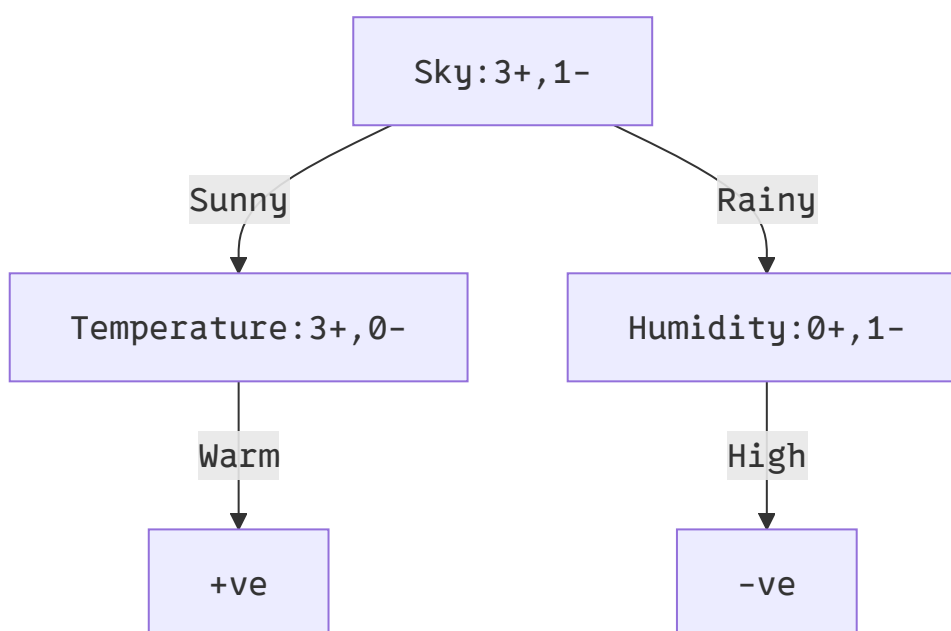 Sky:3+,1-
Sunny
Rainy
Temperature:3+,0-
Humidity:0+,1-
Warm
High
+ve
-ve